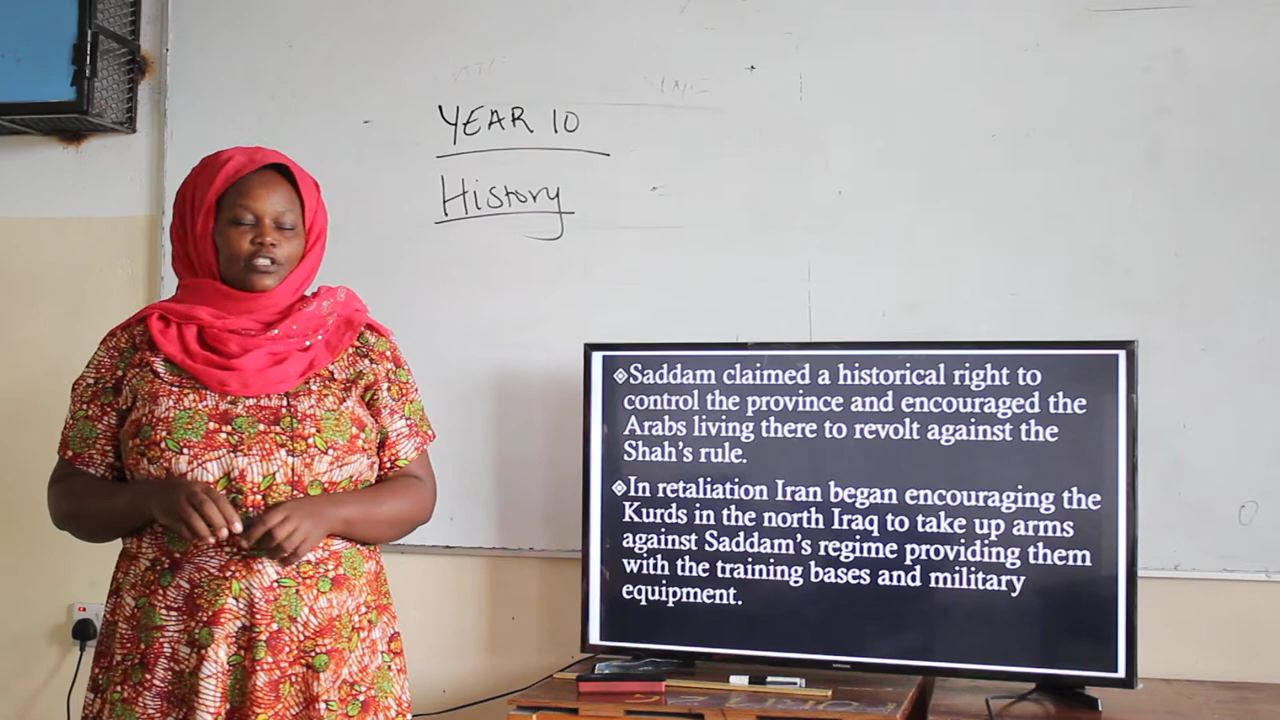 YEAR 10
History
Saddam claimed a historical right to
control the province and encouraged the
Arabs living there to revolt against the
Shah's rule.
In retaliation Iran began encouraging the
Kurds in the north Iraq to take up arms
against Saddam's regime providing them
with the training bases and military
equipment.
SAMSUNG